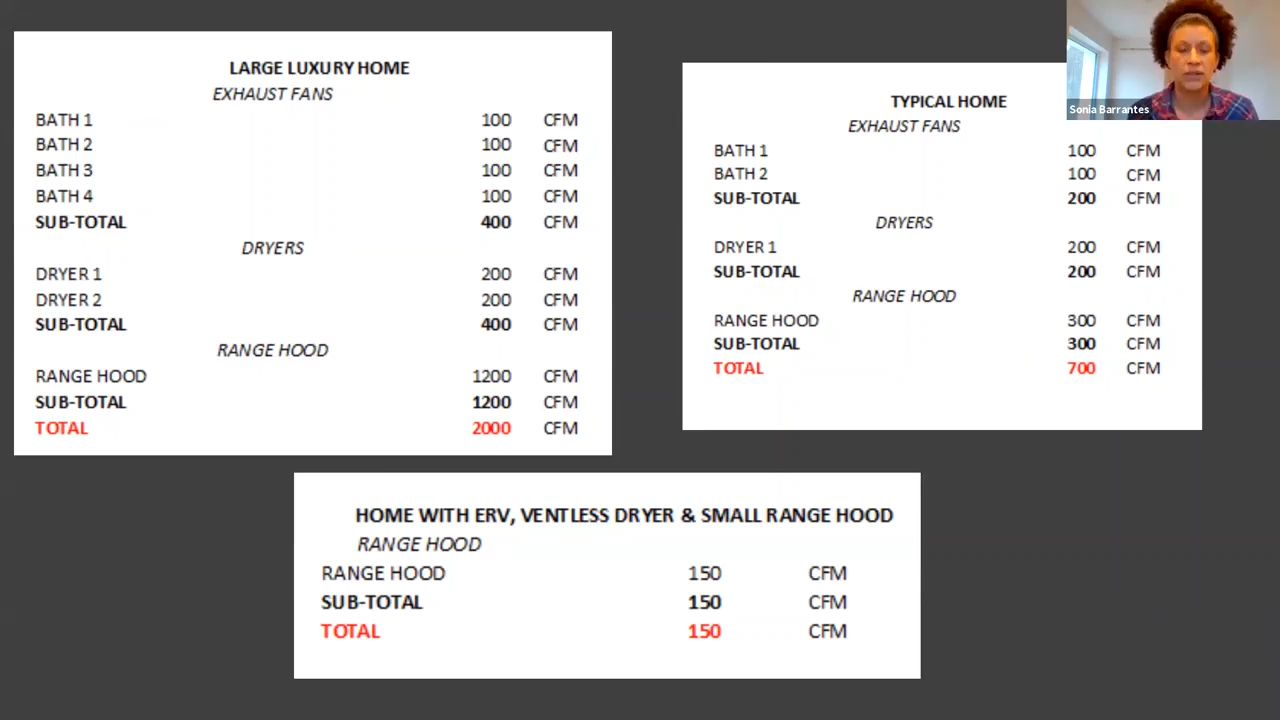 LARGE LUXURY HOME
EXHAUST FANS
BATH 1 100 CFM
BATH 2 100 CFM
BATH 3 100 CFM
BATH 4 100 CFM
SUB-TOTAL 400 CFM
DRYERS
DRYER 1 200 CFM
DRYER 2 200 CFM
SUB-TOTAL 400 CFM
RANGE HOOD
RANGE HOOD 1200 CFM
SUB-TOTAL 1200 CFM
TOTAL 2000 CFM
TYPICAL HOME
EXHAUST FANS
BATH 1 100 CFM
BATH 2 100 CFM
SUB-TOTAL 200 CFM
DRYERS
DRYER 1 200 CFM
SUB-TOTAL 200 CFM
RANGE HOOD
RANGE HOOD 300 CFM
SUB-TOTAL 300 CFM
TOTAL 700 CFM
Sonia Barrantes
HOME WITH ERV, VENTLESS DRYER & SMALL RANGE HOOD
RANGE HOOD
RANGE HOOD 150 CFM
SUB-TOTAL 150 CFM
TOTAL 150 CFM